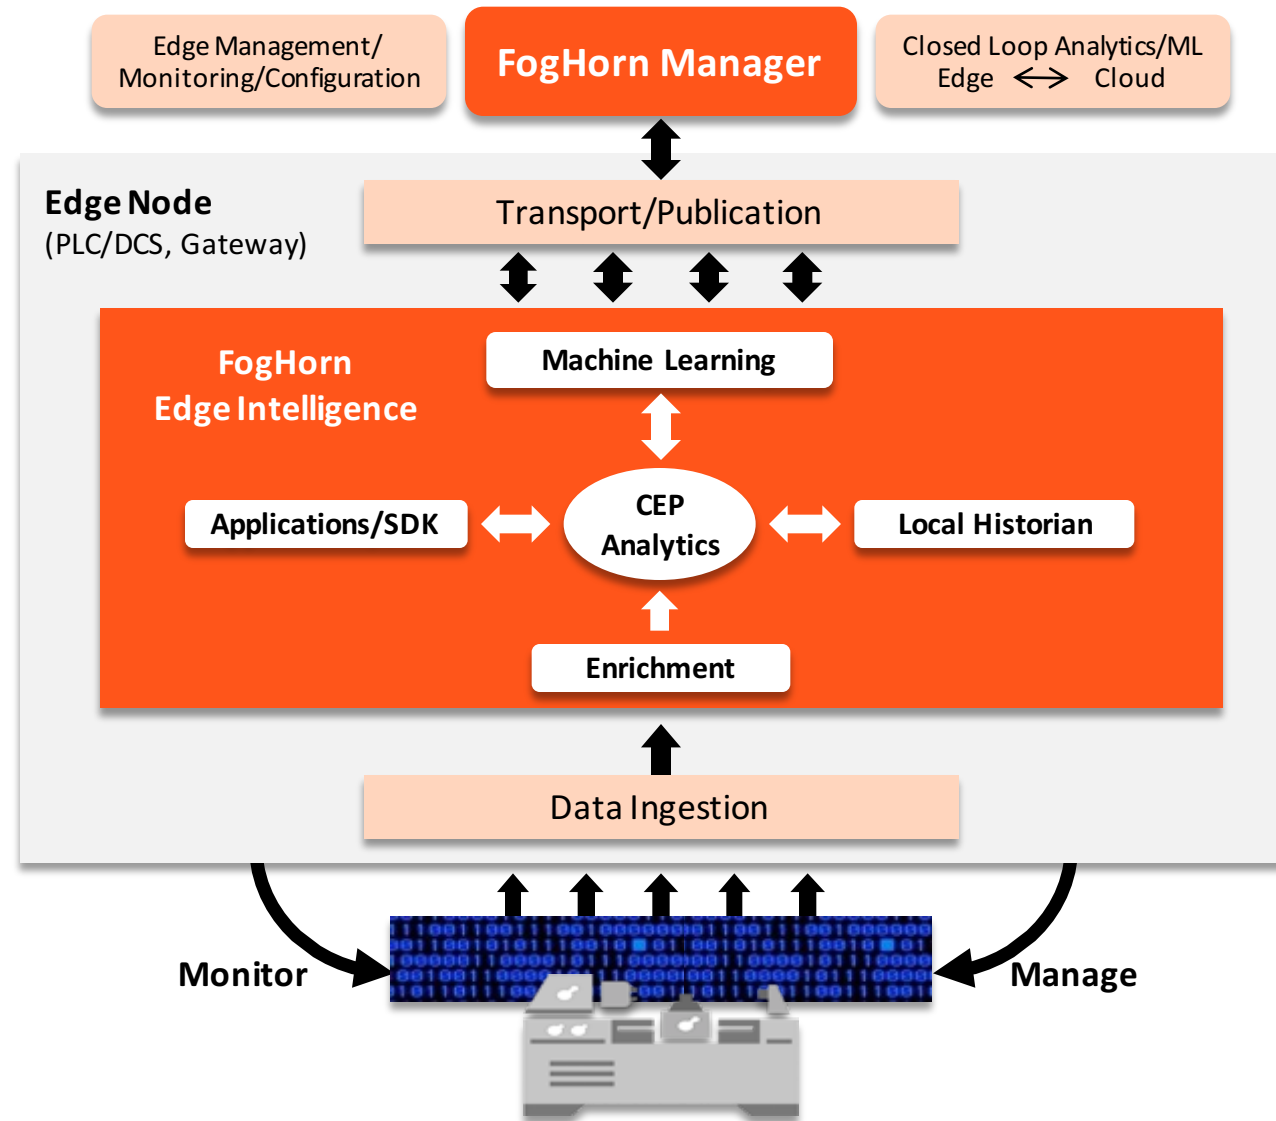 Edge Management/
Monitoring/Configuration
FogHorn Manager
Closed Loop Analytics/ML
Edge Cloud
Edge Node
(PLC/DCS, Gateway)
Transport/Publication
FogHorn
Edge Intelligence
Machine Learning
Applications/SDK
CEP
Analytics
Local Historian
Enrichment
Data Ingestion
Monitor
Manage